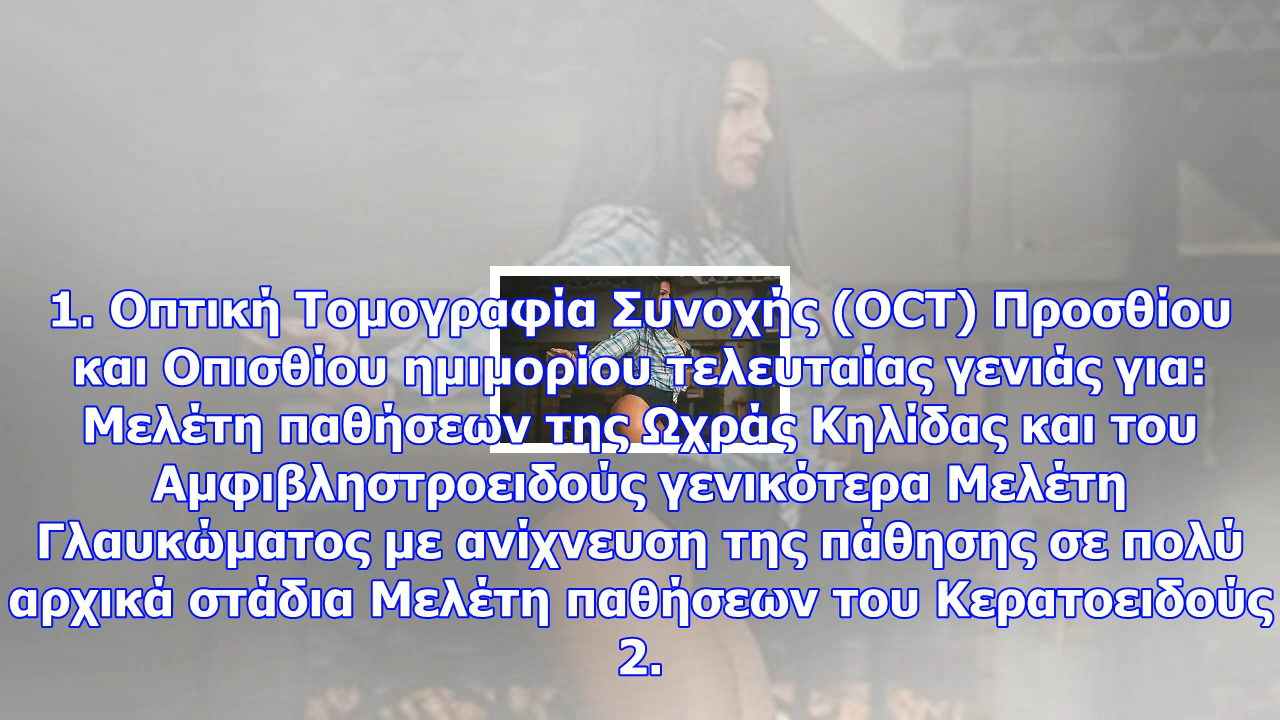 1. Οπτική Τομογραφία Συνοχής (OCT) Προσθίου
και Οπισθίου ημιμορίου τελευταίας γενιάς για:
Μελέτη παθήσεων της Ωχράς Κηλίδας και του
Αμφιβληστροειδούς γενικότερα Μελέτη
Γλαυκώματος με ανίχνευση της πάθησης σε πολύ
αρχικά στάδια Μελέτη παθήσεων του Κερατοειδούς
2.